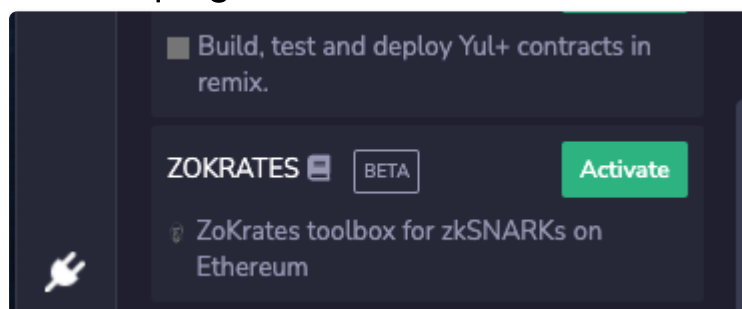 Build, test and deploy Yul+ contracts in
remix.
ZOKRATES BETA Activate
ZoKrates toolbox for zkSNARKs on
Ethereum